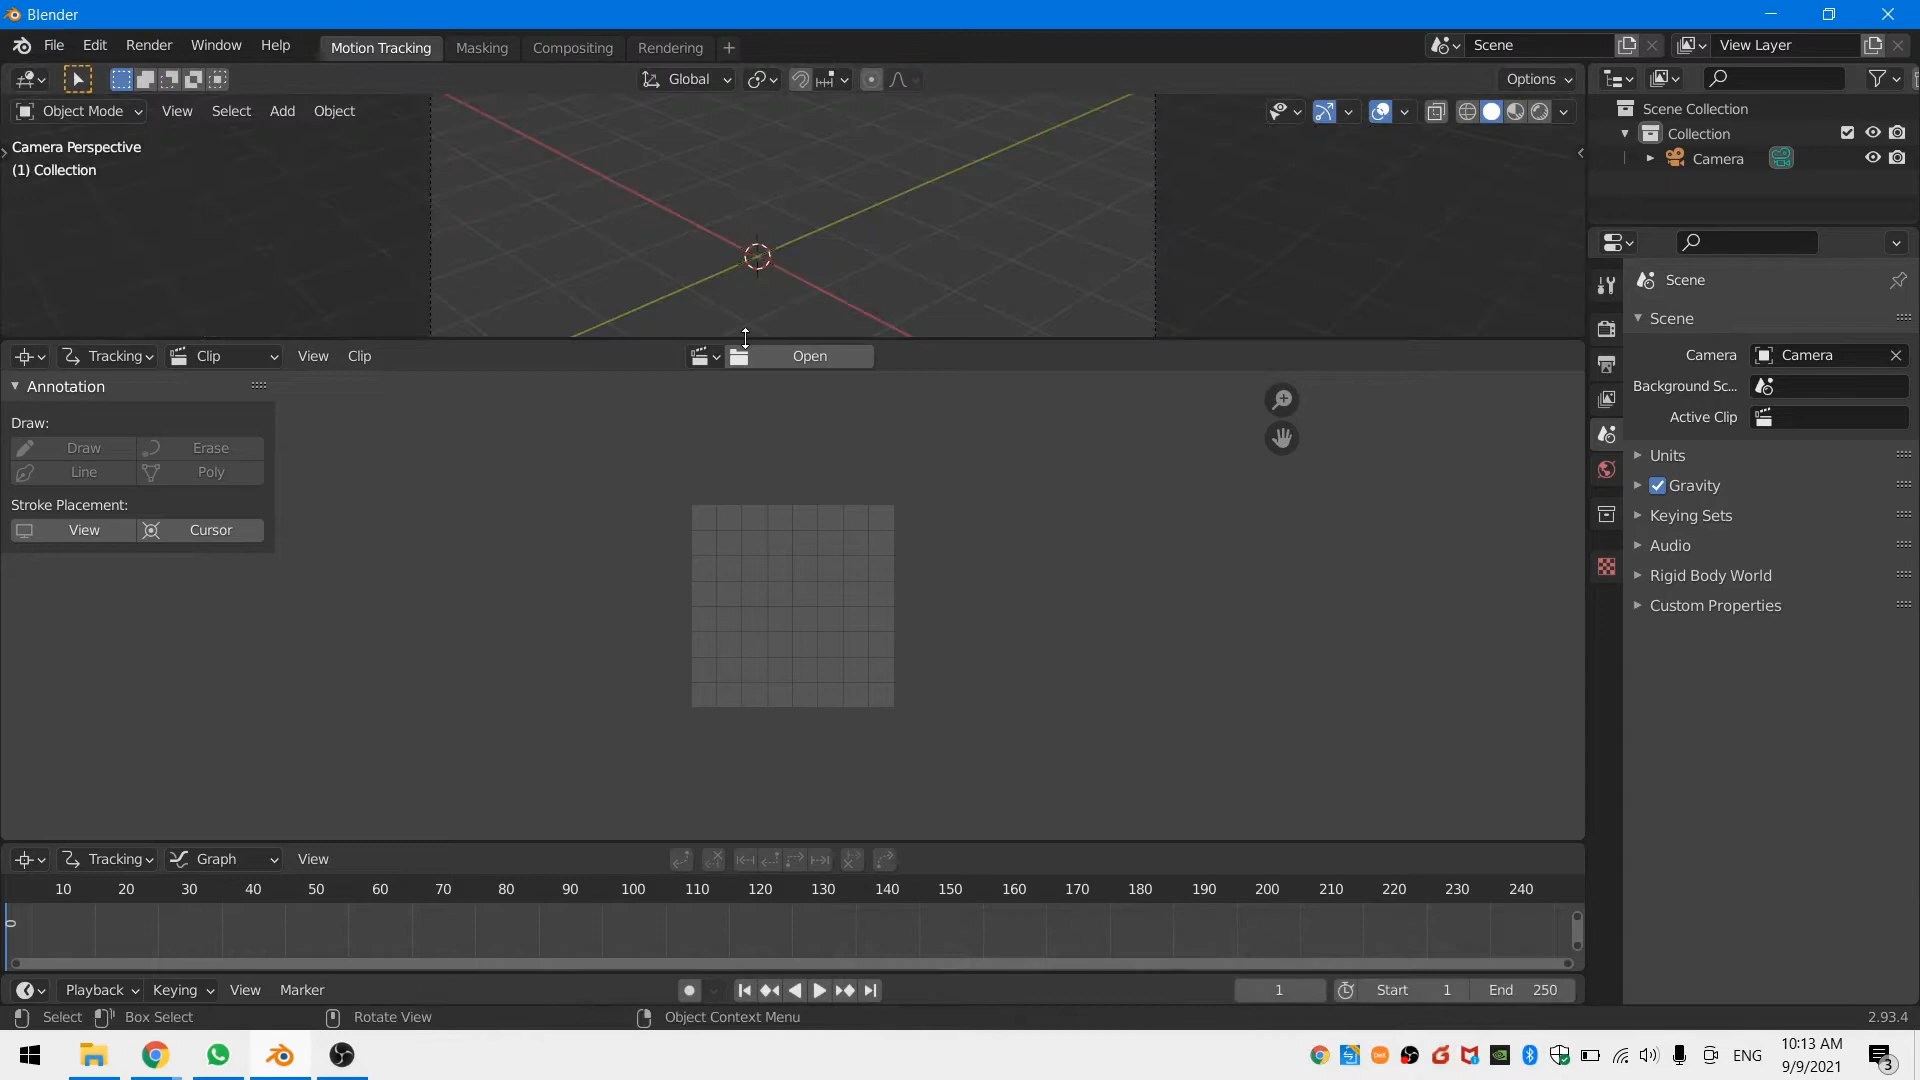 Blender
File Edit Render Window Help Motion Tracking Masking Compositing Rendering + Scene View Layer
Global Options
Object Mode View Select Add Object
Camera Perspective
(1) Collection
Scene Collection
Collection
Camera
Scene
Scene
Camera Camera
Background Sc...
Active Clip
Units
Gravity
Keying Sets
Audio
Rigid Body World
Custom Properties
Tracking Clip View Clip Open
Annotation
Draw:
Draw Erase
Line Poly
Stroke Placement:
View Cursor
Tracking Graph View
10 20 30 40 50 60 70 80 90 100 110 120 130 140 150 160 170 180 190 200 210 220 230 240
0
Playback Keying View Marker 1 Start 1 End 250
Select Box Select Rotate View Object Context Menu 2.93.4
ENG 10:13 AM
9/9/2021 3